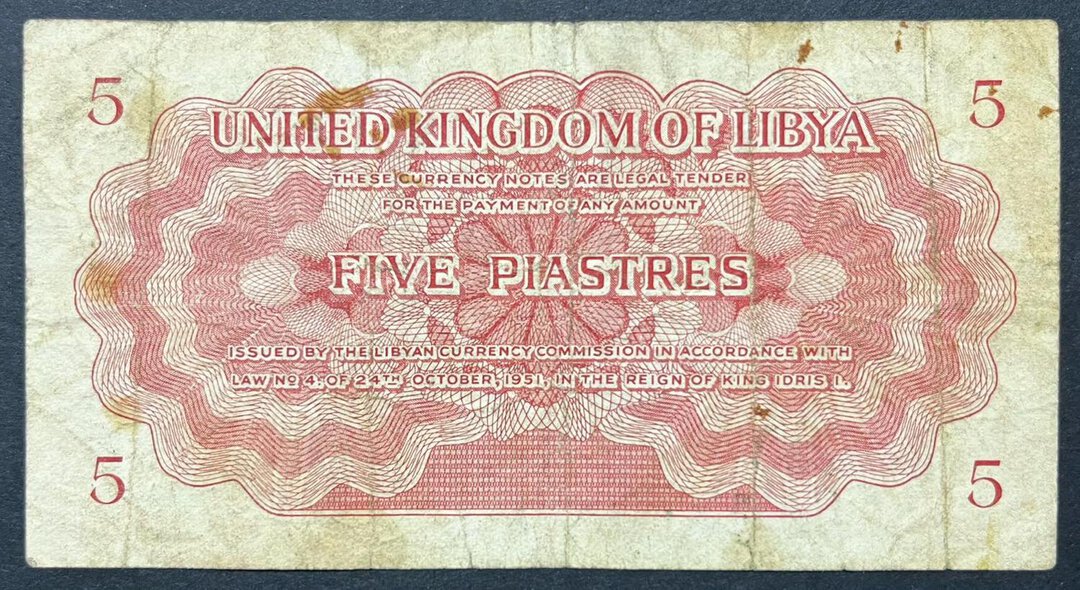 5 5
UNITED KINGDOM OF LIBYA
THESE CURRENCY NOTES ARE LEGAL TENDER
FOR THE PAYMENT OF ANY AMOUNT
FIVE PIASTRES
ISSUED BY THE LIBYAN CURRENCY COMMISSION IN ACCORDANCE WITH
LAW Nº 4. OF 24TH OCTOBER, 1951, IN THE REIGN OF KING IDRIS I.
5 5